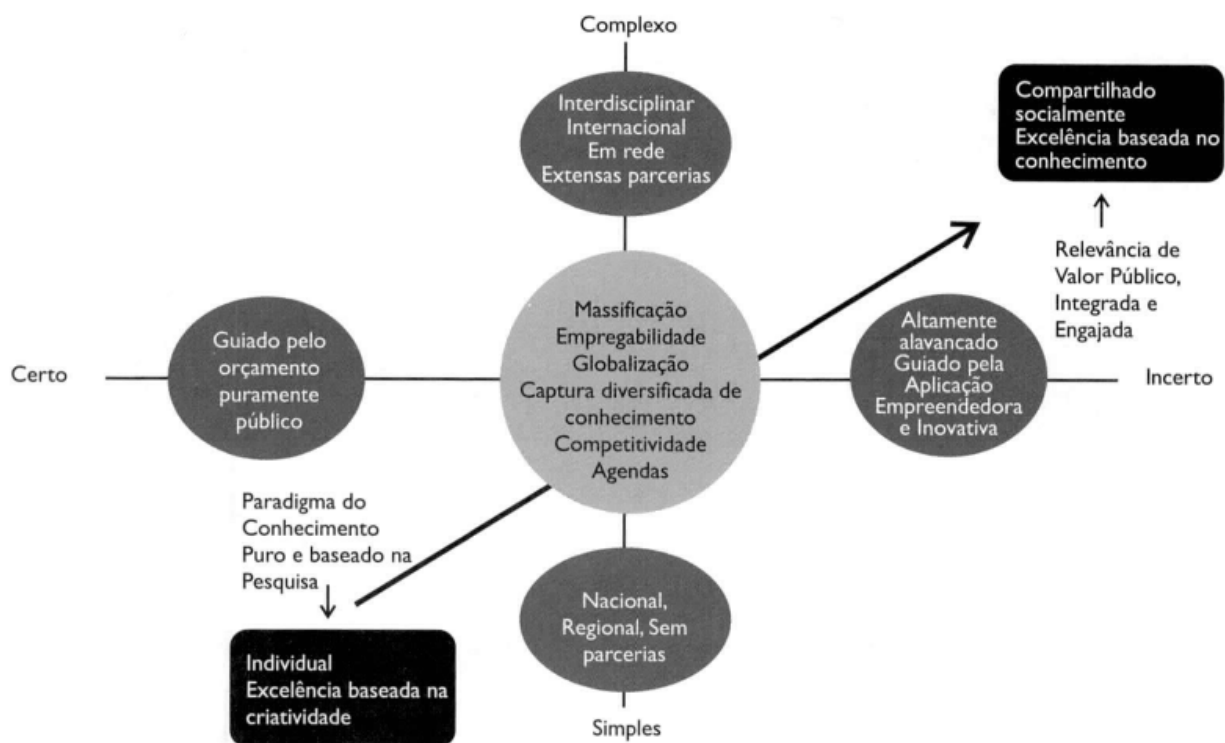 Complexo
Interdisciplinar
Internacional
Em rede
Extensas parcerias
Compartilhado
socialmente
Excelência baseada no
conhecimento
Relevância de
Valor Público,
Integrada e
Engajada
Massificação
Empregabilidade
Globalização
Captura diversificada de
conhecimento
Competitividade
Agendas
Certo
Guiado pelo
orçamento
puramente
público
Altamente
alavancado
Guiado pela
Aplicação
Empreendedora
e Inovativa
Incerto
Paradigma do
Conhecimento
Puro e baseado na
Pesquisa
Individual
Excelência baseada na
criatividade
Nacional,
Regional, Sem
parcerias
Simples